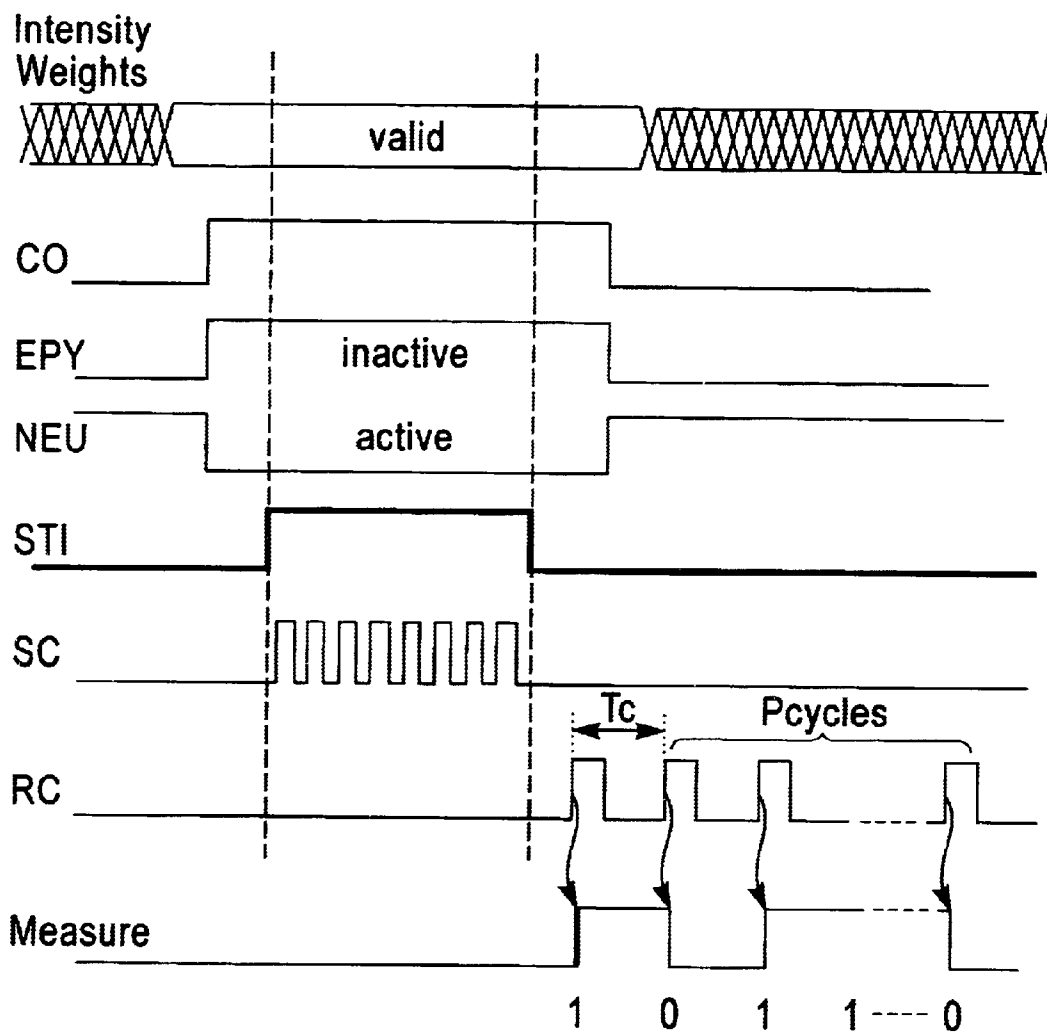 Intensity
Weights
valid
CO
EPY
inactive
NEU
active
STI
SC
Tc
Pcycles
RC
Measure
1 0 1 1 ---- 0